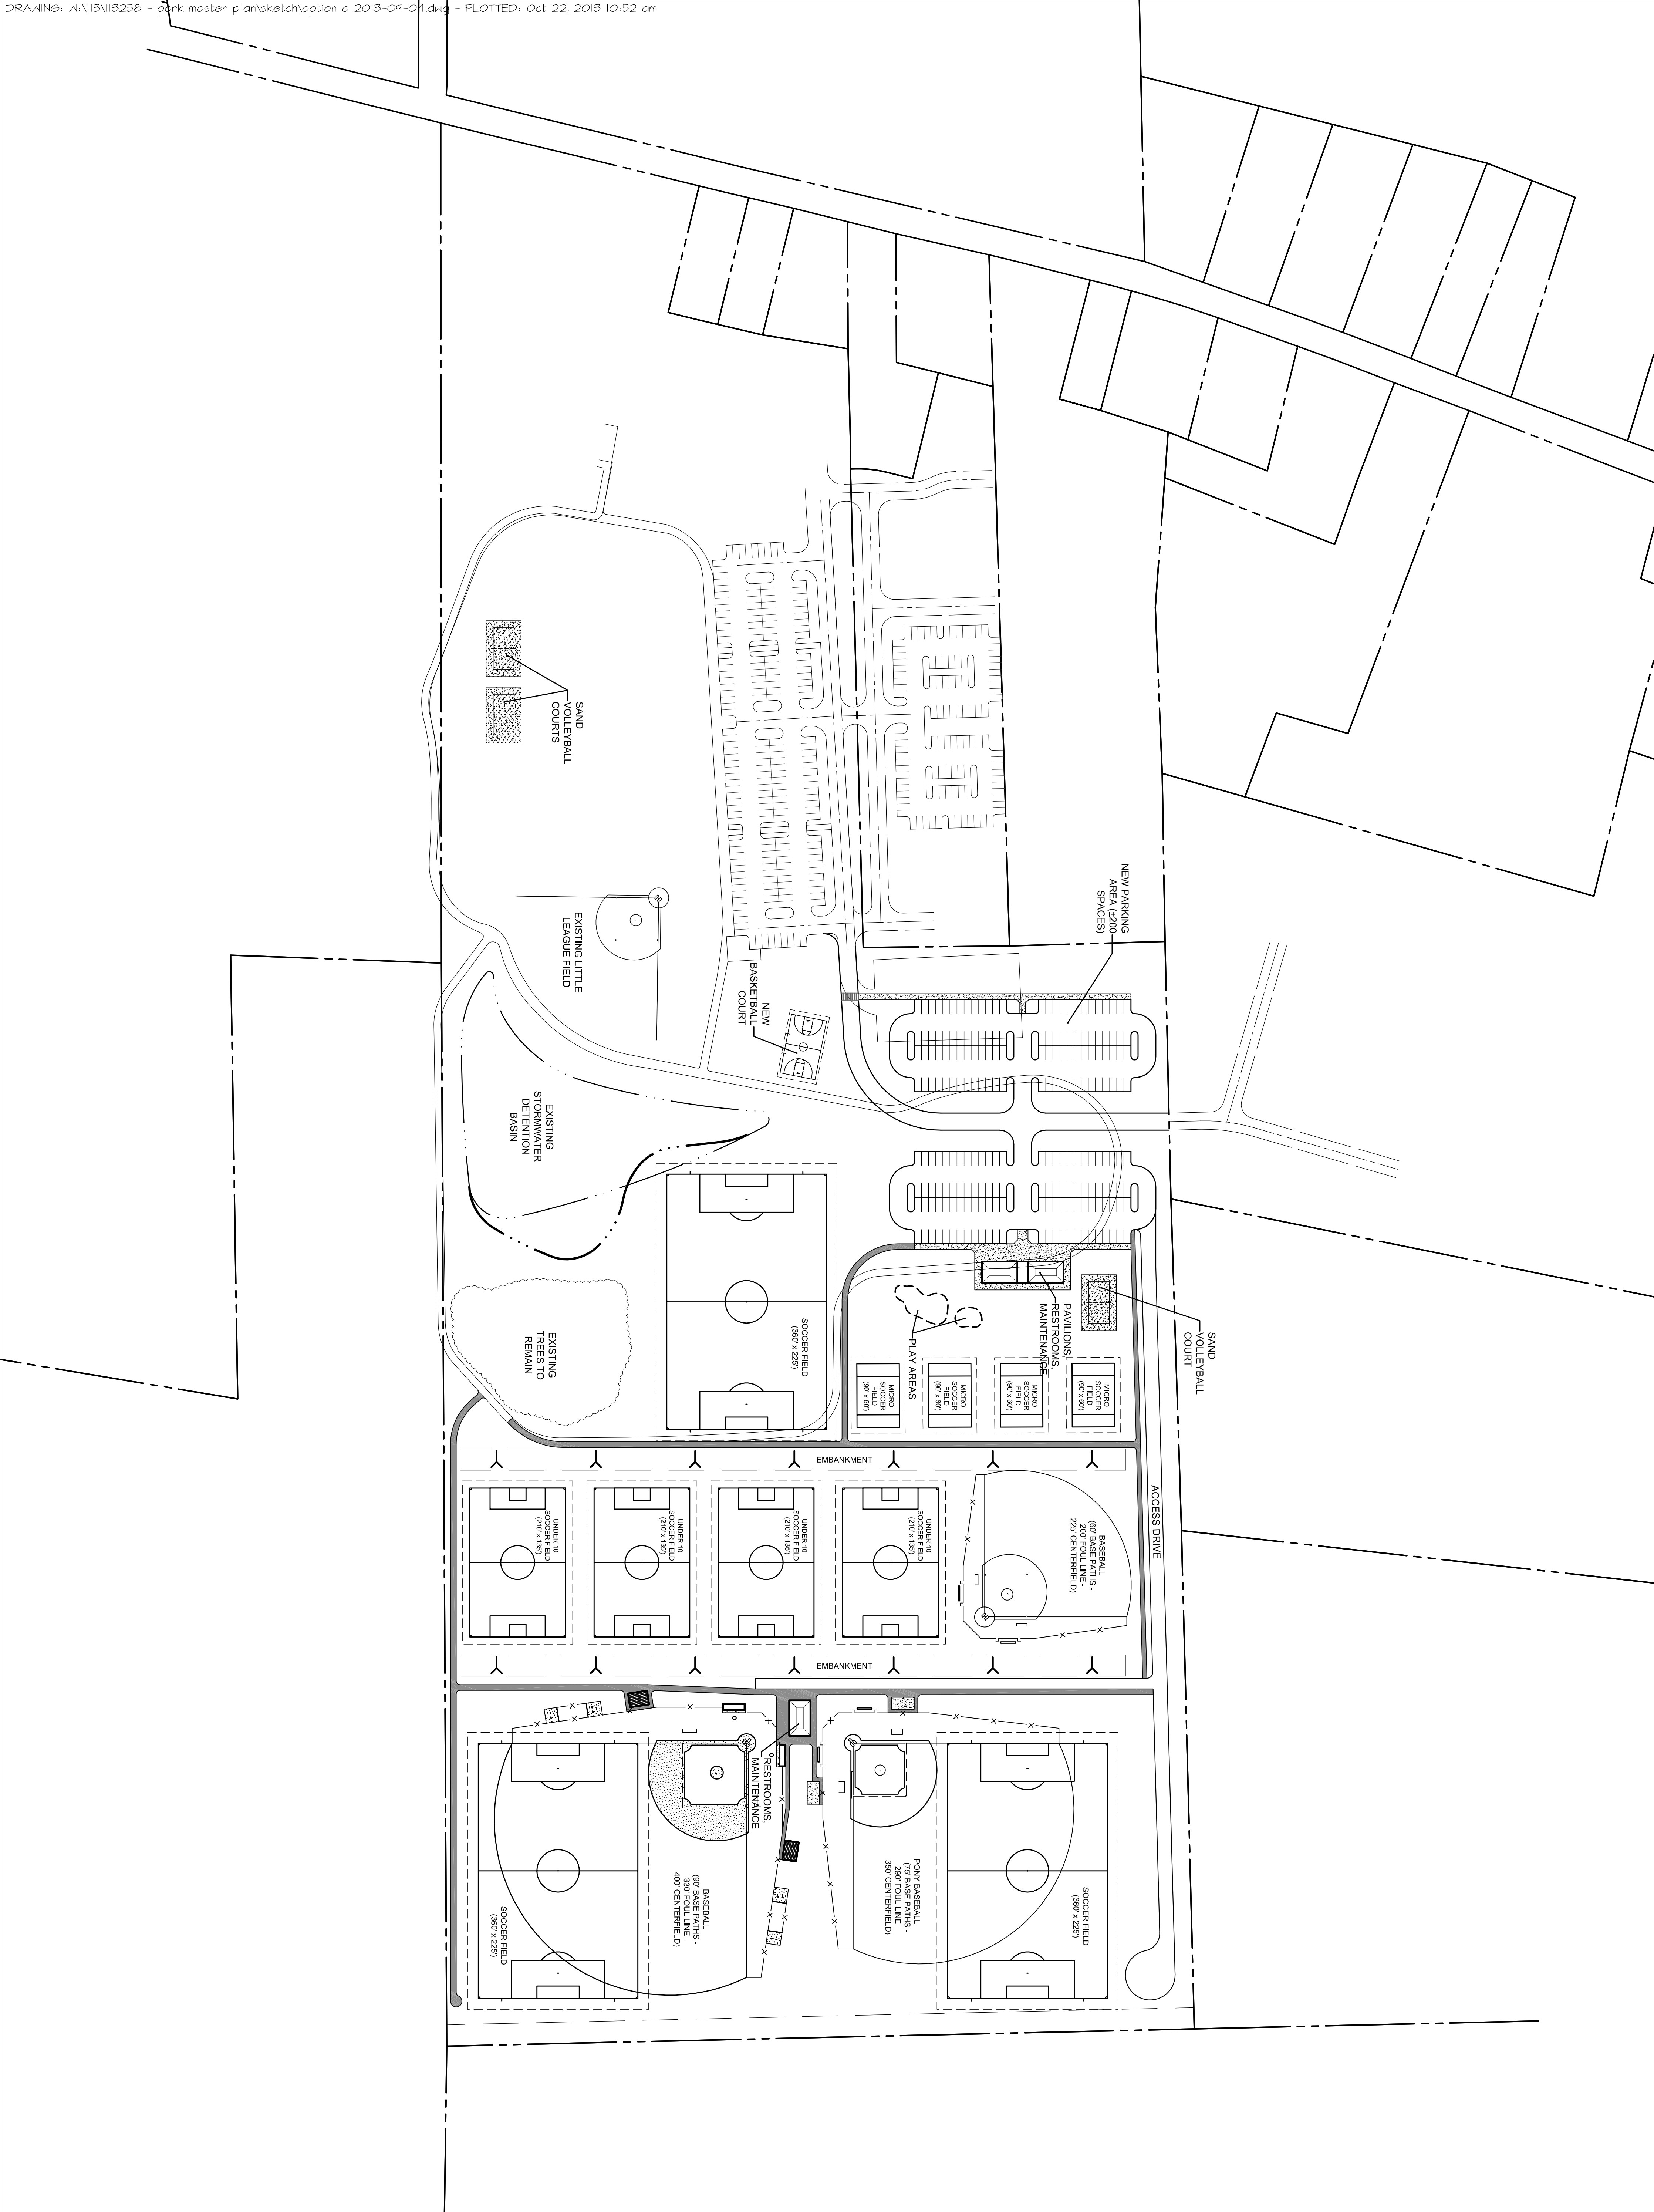 DRAWING: W:\113\113258 - park master plan\sketch\option a 2013-09-04.dwg - PLOTTED: Oct 22, 2013 10:52 am
SAND
VOLLEYBALL
COURTS
NEW PARKING
AREA (±200
SPACES)
EXISTING LITTLE
LEAGUE FIELD
NEW
BASKETBALL
COURT
EXISTING
STORMWATER
DETENTION
BASIN
SAND
VOLLEYBALL
COURT
PAVILIONS,
RESTROOMS,
MAINTENANCE
PLAY AREAS
SOCCER FIELD
(360' x 225')
EXISTING
TREES TO
REMAIN
MICRO
SOCCER
FIELD
(90' x 60')
MICRO
SOCCER
FIELD
(90' x 60')
MICRO
SOCCER
FIELD
(90' x 60')
MICRO
SOCCER
FIELD
(90' x 60')
EMBANKMENT
ACCESS DRIVE
UNDER 10
SOCCER FIELD
(210' x 135')
UNDER 10
SOCCER FIELD
(210' x 135')
UNDER 10
SOCCER FIELD
(210' x 135')
UNDER 10
SOCCER FIELD
(210' x 135')
BASEBALL
(60' BASE PATHS -
200' FOUL LINE -
225' CENTERFIELD)
EMBANKMENT
RESTROOMS,
MAINTENANCE
BASEBALL
(90' BASE PATHS -
330' FOUL LINE -
400' CENTERFIELD)
PONY BASEBALL
(75' BASE PATHS -
290' FOUL LINE -
350' CENTERFIELD)
SOCCER FIELD
(360' x 225')
SOCCER FIELD
(360' x 225')